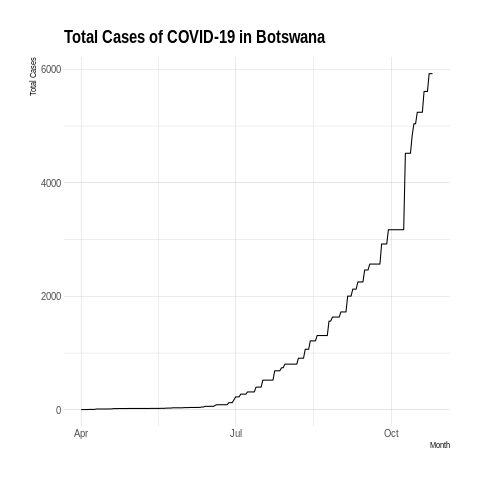 Total Cases of COVID-19 in Botswana
Total Cases
6000
4000
2000
0
Apr
Jul
Oct
Month